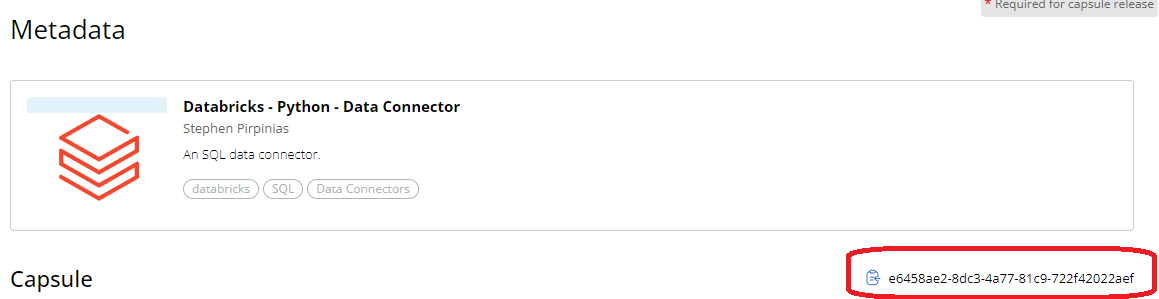 * Required for capsule release
Metadata
Databricks - Python - Data Connector
Stephen Pirpinias
An SQL data connector.
databricks SQL Data Connectors
Capsule
e6458ae2-8dc3-4a77-81c9-722f42022aef